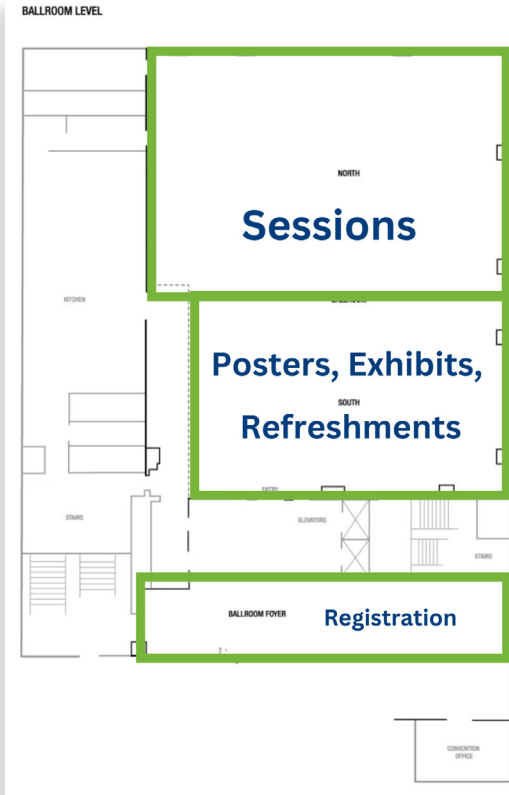 BALLROOM LEVEL
NORTH
Sessions
KITCHEN
Posters, Exhibits,
SOUTH
Refreshments
ENTRY
STAIRS
ELEVATORS
STAIRS
BALLROOM FOYER
Registration
CONVENTION
OFFICE